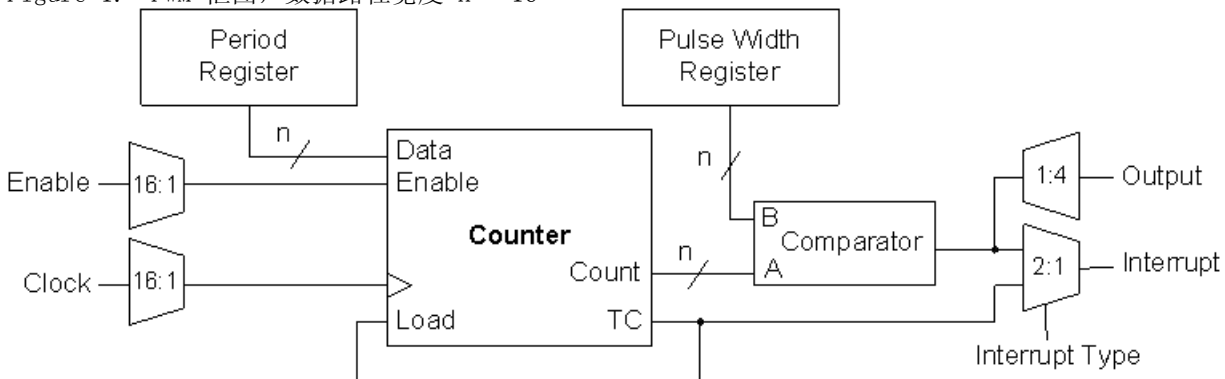 Figure 1. PWM 框图，数据路径宽度 n = 16
Period
Register
Pulse Width
Register
n
n
Data
Enable
16:1
Enable
1:4
Output
B
Counter
Comparator
n
Count
A
2:1
Interrupt
Clock
16:1
Load
TC
Interrupt Type